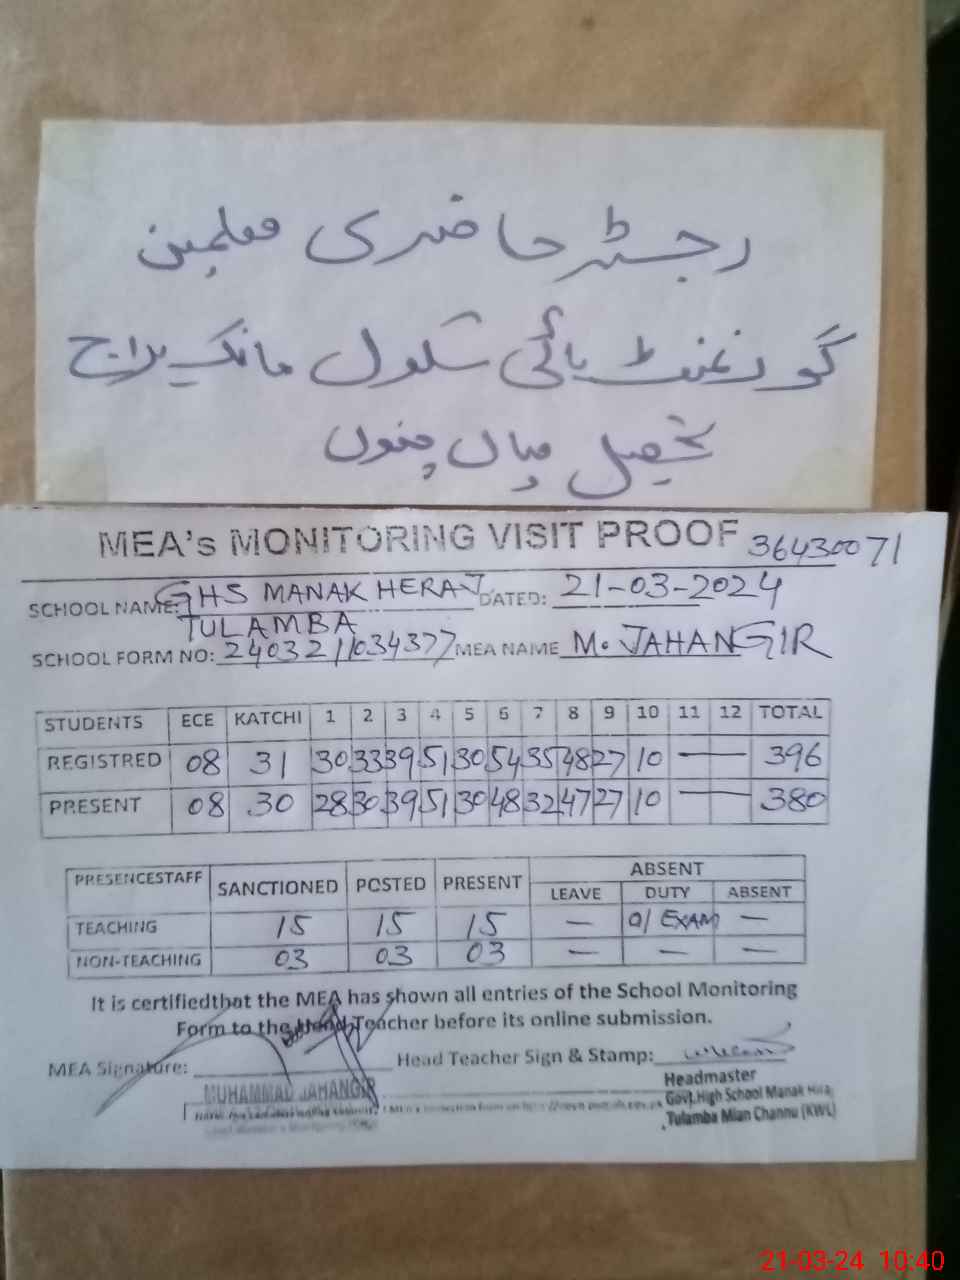 رجسٹر حاضری معلمین
گورنمنٹ ہائی سکول مانک ہراج
تحصیل میاں چنوں
MEA's MONITORING VISIT PROOF 36430071
SCHOOL NAME: GHS MANAK HERAJ DATED: 21-03-2024
TULAMBA
SCHOOL FORM NO: 24032 11034377 MEA NAME M. JAHANGIR
STUDENTS ECE KATCHI 1 2 3 4 5 6 7 8 9 10 11 12 TOTAL
REGISTRED 08 31 30 33 39 51 30 54 35 48 27 10 — 396
PRESENT 08 30 28 30 39 51 30 48 32 47 27 10 — 380
PRESENCESTAFF SANCTIONED POSTED PRESENT ABSENT
LEAVE DUTY ABSENT
TEACHING 15 15 15 — 01 EXAM —
NON-TEACHING 03 03 03 — — —
It is certifiedthat the MEA has shown all entries of the School Monitoring
Form to the Head Teacher before its online submission.
MEA Signature: Head Teacher Sign & Stamp:
MUHAMMAD JAHANGIR
Headmaster
Govt.High School Manak Hiraj
Tulamba Mian Channu (KWL)
21-03-24 10:40